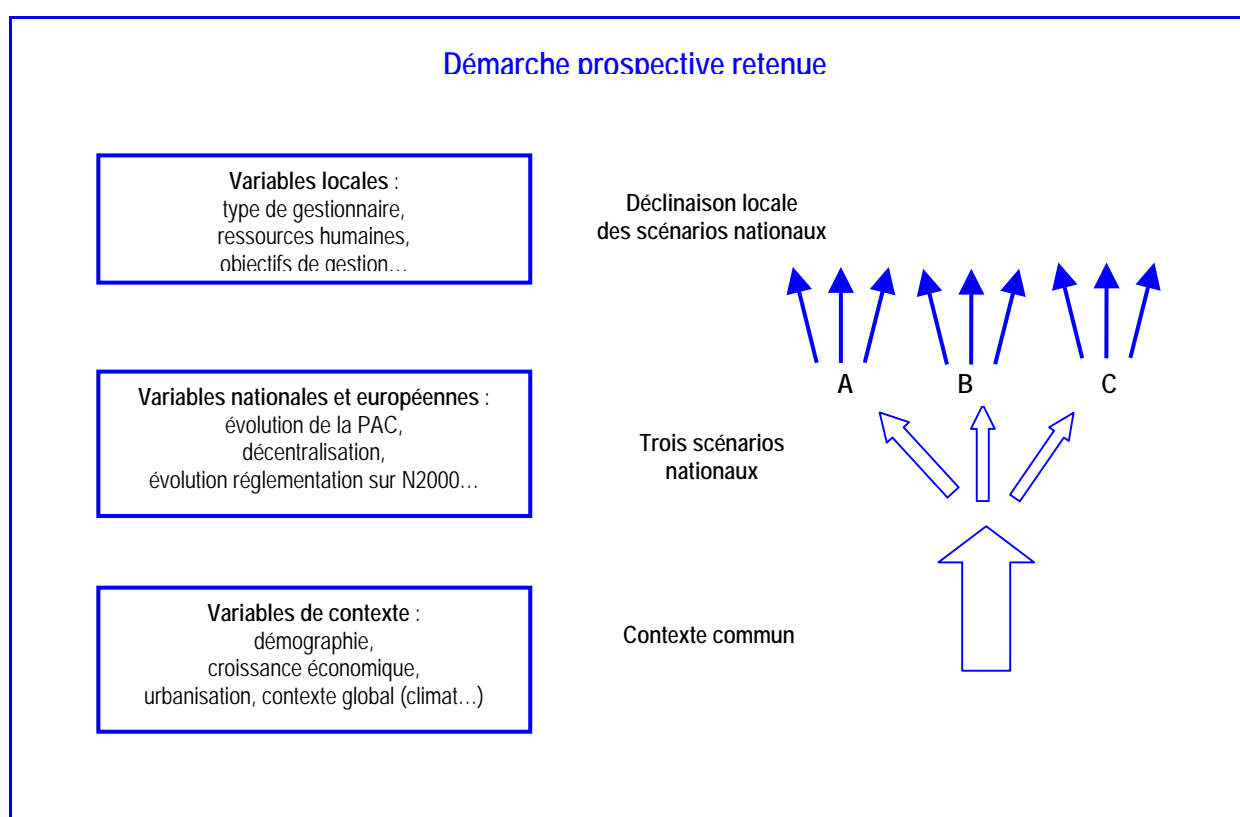 Démarche prospective retenue
Variables locales :
type de gestionnaire,
ressources humaines,
objectifs de gestion…
Déclinaison locale
des scénarios nationaux
Variables nationales et européennes :
évolution de la PAC,
décentralisation,
évolution réglementation sur N2000…
Trois scénarios
nationaux
A
B
C
Variables de contexte :
démographie,
croissance économique,
urbanisation, contexte global (climat…)
Contexte commun